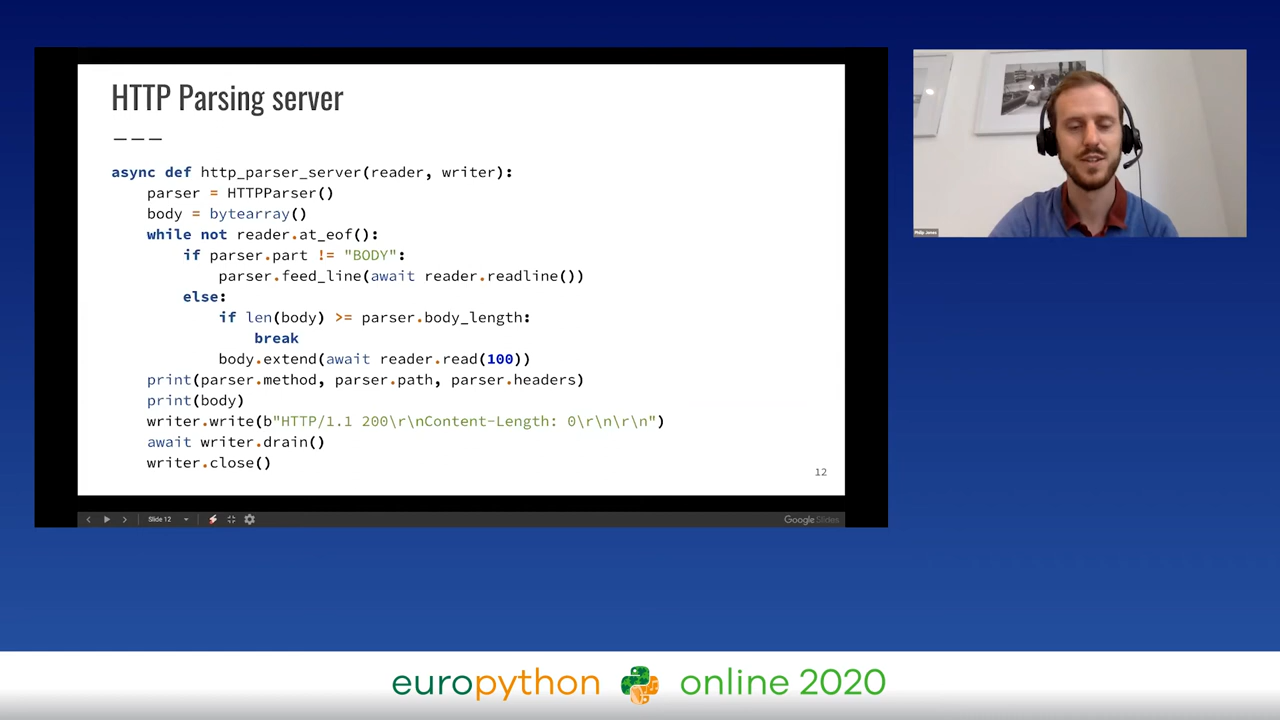 HTTP Parsing server
async def http_parser_server(reader, writer):
    parser = HTTPParser()
    body = bytearray()
    while not reader.at_eof():
        if parser.part != "BODY":
            parser.feed_line(await reader.readline())
        else:
            if len(body) >= parser.body_length:
                break
            body.extend(await reader.read(100))
    print(parser.method, parser.path, parser.headers)
    print(body)
    writer.write(b"HTTP/1.1 200\r\nContent-Length: 0\r\n\r\n")
    await writer.drain()
    writer.close()
12
Slide 12
Google Slides
Philip Jones
europython online 2020